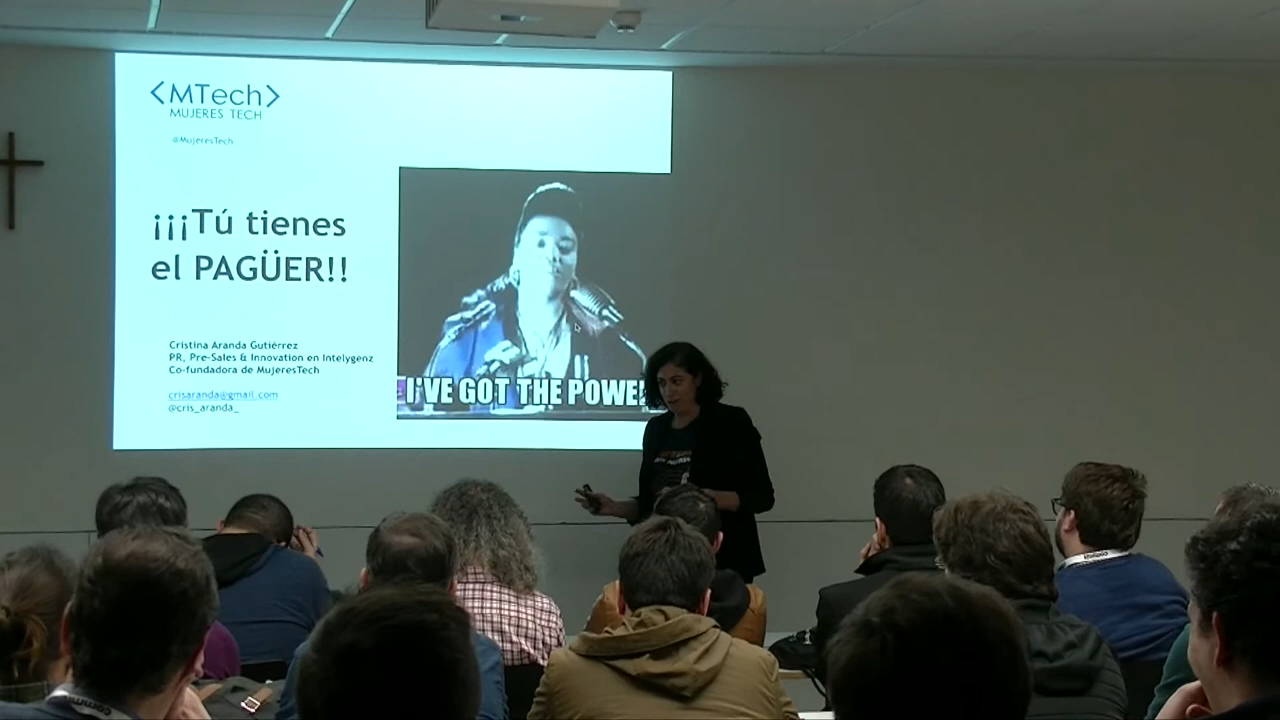 <MTech>
MUJERES TECH
@MujeresTech
¡¡¡Tú tienes
el PAGÜER!!
Cristina Aranda Gutiérrez
PR, Pre-Sales & Innovation en Intelygenz
Co-fundadora de MujeresTech
crisaranda@gmail.com
@cris_aranda_
I'VE GOT THE POWE